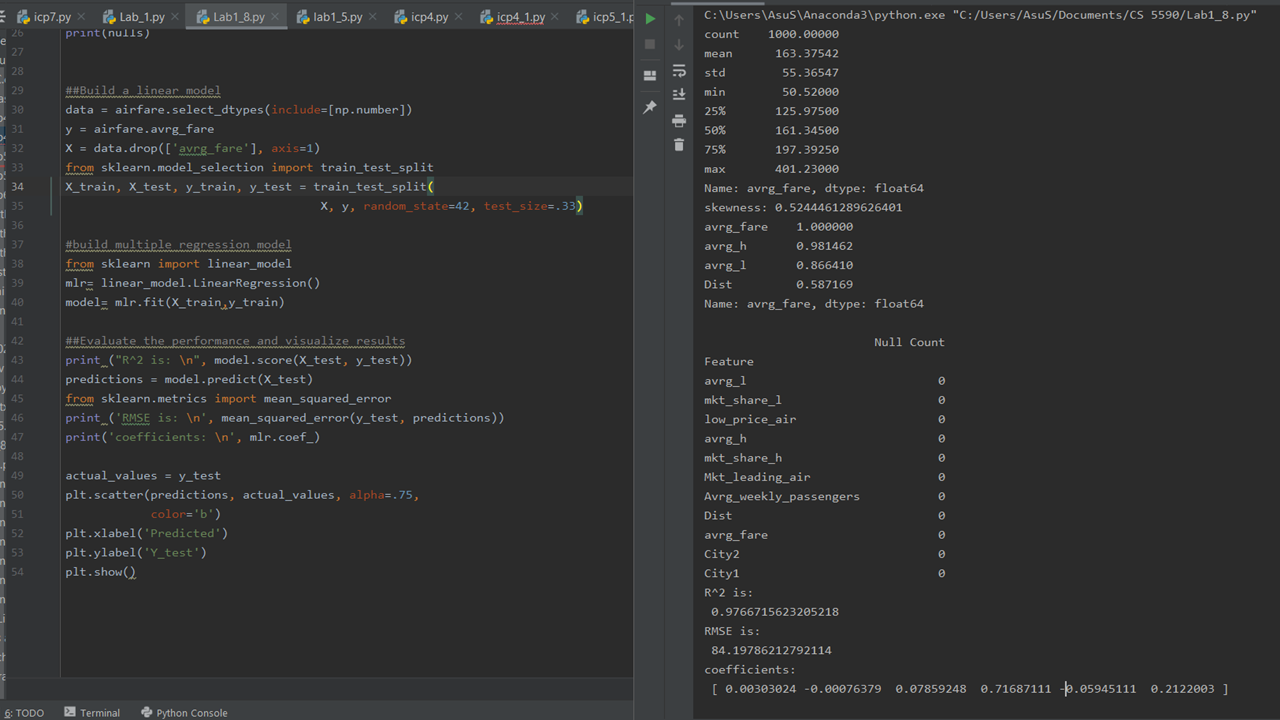 icp7.py × Lab_1.py × Lab1_8.py × lab1_5.py × icp4.py × icp4_1.py × icp5_1.p
26 print(nulls)
27
28
29 ##Build a linear model
30 data = airfare.select_dtypes(include=[np.number])
31 y = airfare.avrg_fare
32 X = data.drop(['avrg_fare'], axis=1)
33 from sklearn.model_selection import train_test_split
34 X_train, X_test, y_train, y_test = train_test_split(
35 X, y, random_state=42, test_size=.33)
36
37 #build multiple regression model
38 from sklearn import linear_model
39 mlr= linear_model.LinearRegression()
40 model= mlr.fit(X_train,y_train)
41
42 ##Evaluate the performance and visualize results
43 print ("R^2 is: \n", model.score(X_test, y_test))
44 predictions = model.predict(X_test)
45 from sklearn.metrics import mean_squared_error
46 print ('RMSE is: \n', mean_squared_error(y_test, predictions))
47 print('coefficients: \n', mlr.coef_)
48
49 actual_values = y_test
50 plt.scatter(predictions, actual_values, alpha=.75,
51 color='b')
52 plt.xlabel('Predicted')
53 plt.ylabel('Y_test')
54 plt.show()
6: TODO Terminal Python Console
C:\Users\AsuS\Anaconda3\python.exe "C:/Users/AsuS/Documents/CS 5590/Lab1_8.py"
count 1000.00000
mean 163.37542
std 55.36547
min 50.52000
25% 125.97500
50% 161.34500
75% 197.39250
max 401.23000
Name: avrg_fare, dtype: float64
skewness: 0.5244461289626401
avrg_fare 1.000000
avrg_h 0.981462
avrg_l 0.866410
Dist 0.587169
Name: avrg_fare, dtype: float64
Null Count
Feature
avrg_l 0
mkt_share_l 0
low_price_air 0
avrg_h 0
mkt_share_h 0
Mkt_leading_air 0
Avrg_weekly_passengers 0
Dist 0
avrg_fare 0
City2 0
City1 0
R^2 is:
0.9766715623205218
RMSE is:
84.19786212792114
coefficients:
[ 0.00303024 -0.00076379 0.07859248 0.71687111 -0.05945111 0.2122003 ]